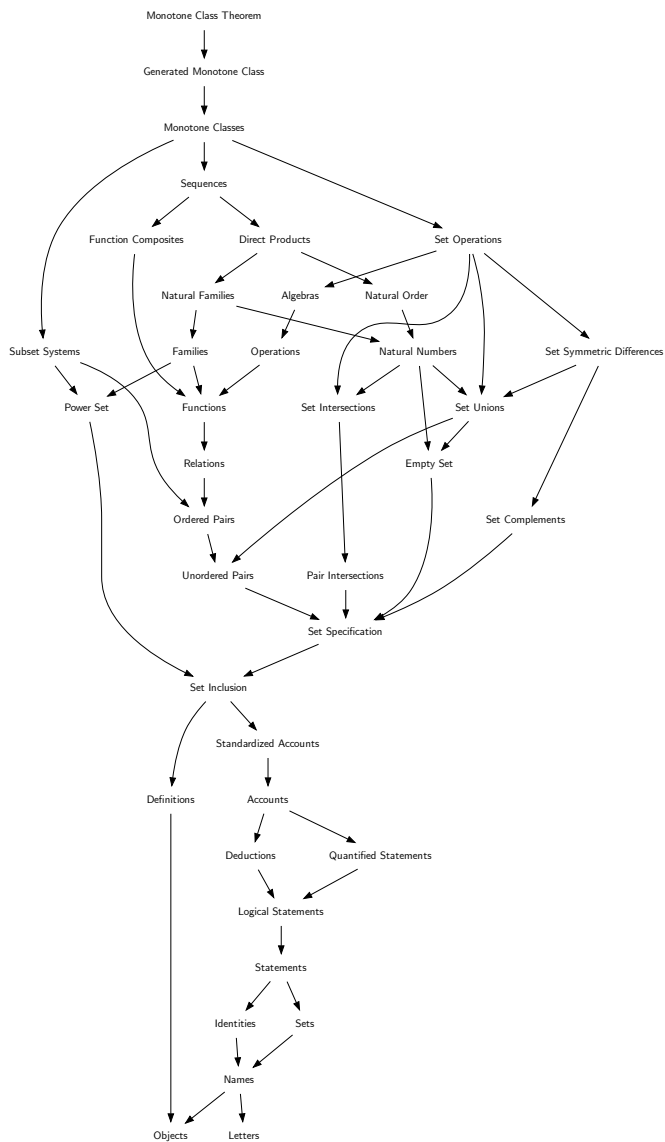 Monotone Class Theorem
Generated Monotone Class
Monotone Classes
Sequences
Function Composites
Direct Products
Set Operations
Natural Families
Algebras
Natural Order
Subset Systems
Families
Operations
Natural Numbers
Set Symmetric Differences
Power Set
Functions
Set Intersections
Set Unions
Relations
Empty Set
Ordered Pairs
Set Complements
Unordered Pairs
Pair Intersections
Set Specification
Set Inclusion
Standardized Accounts
Definitions
Accounts
Deductions
Quantified Statements
Logical Statements
Statements
Identities
Sets
Names
Objects
Letters